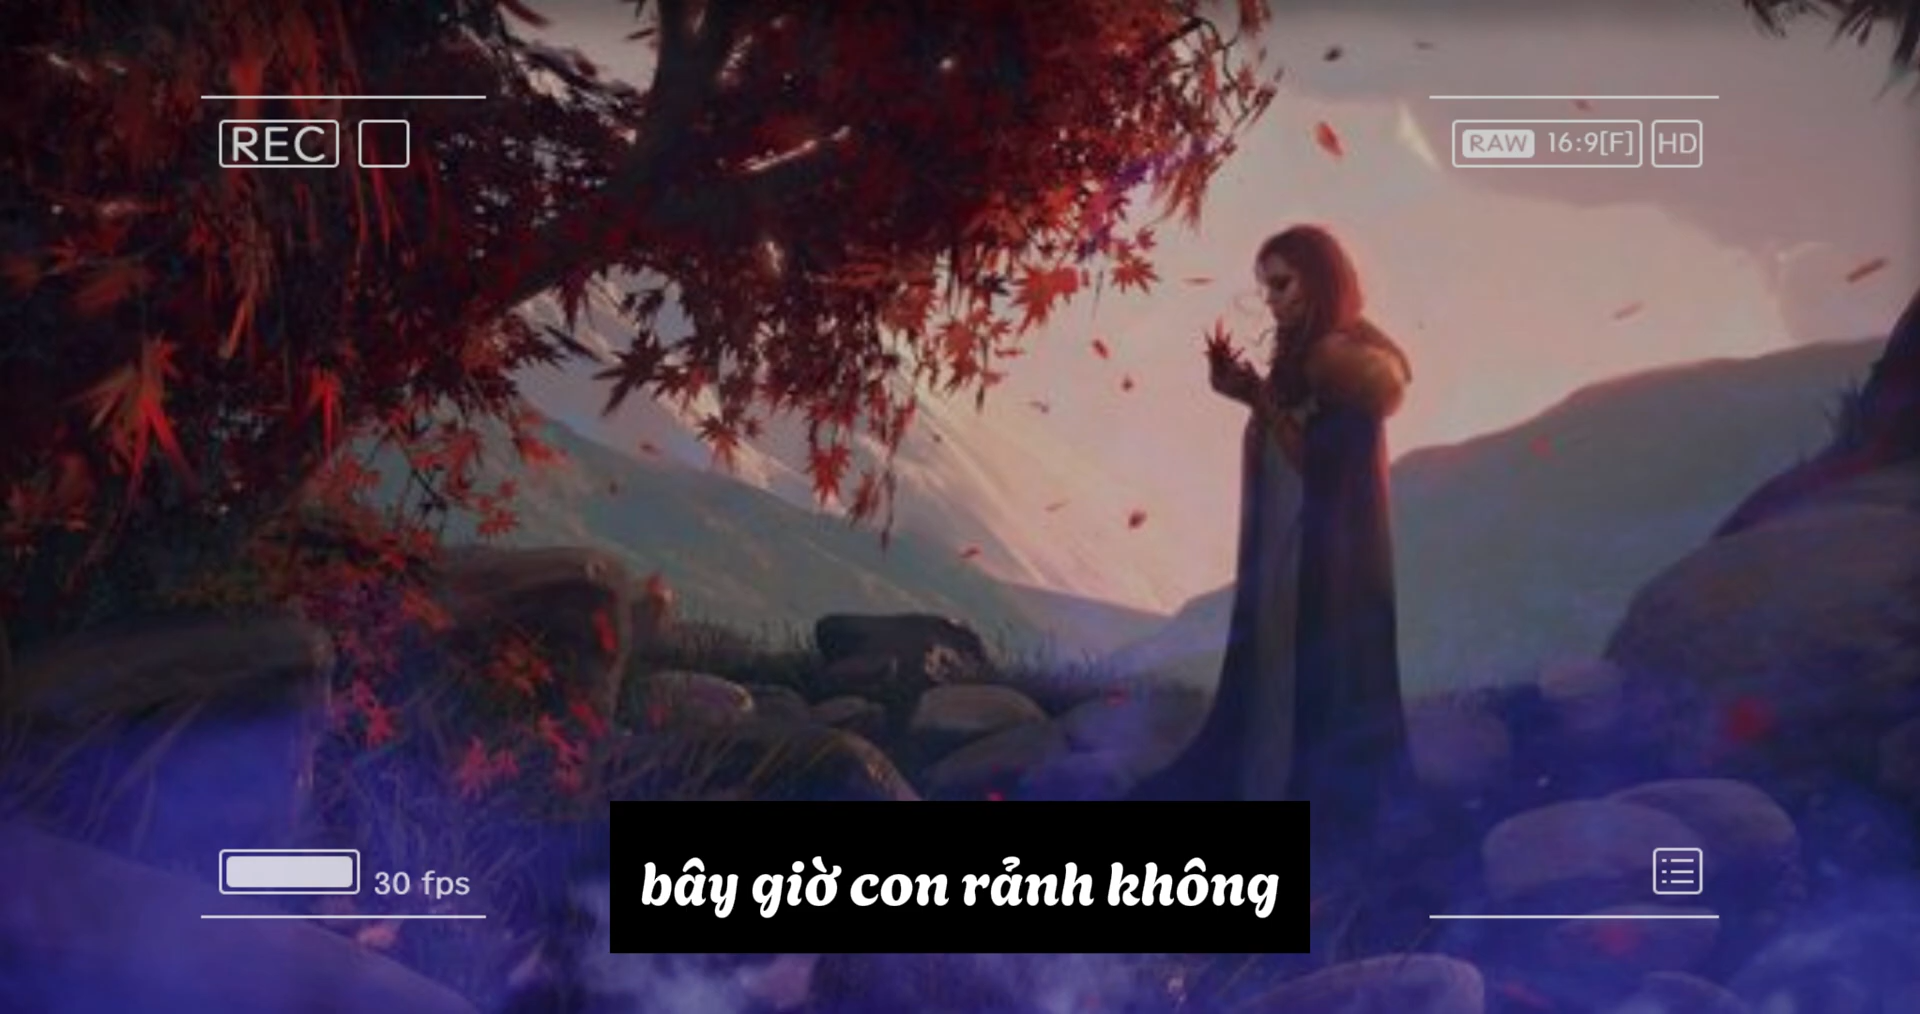 REC
RAW 16:9[F] HD
30 fps
bây giờ con rảnh không